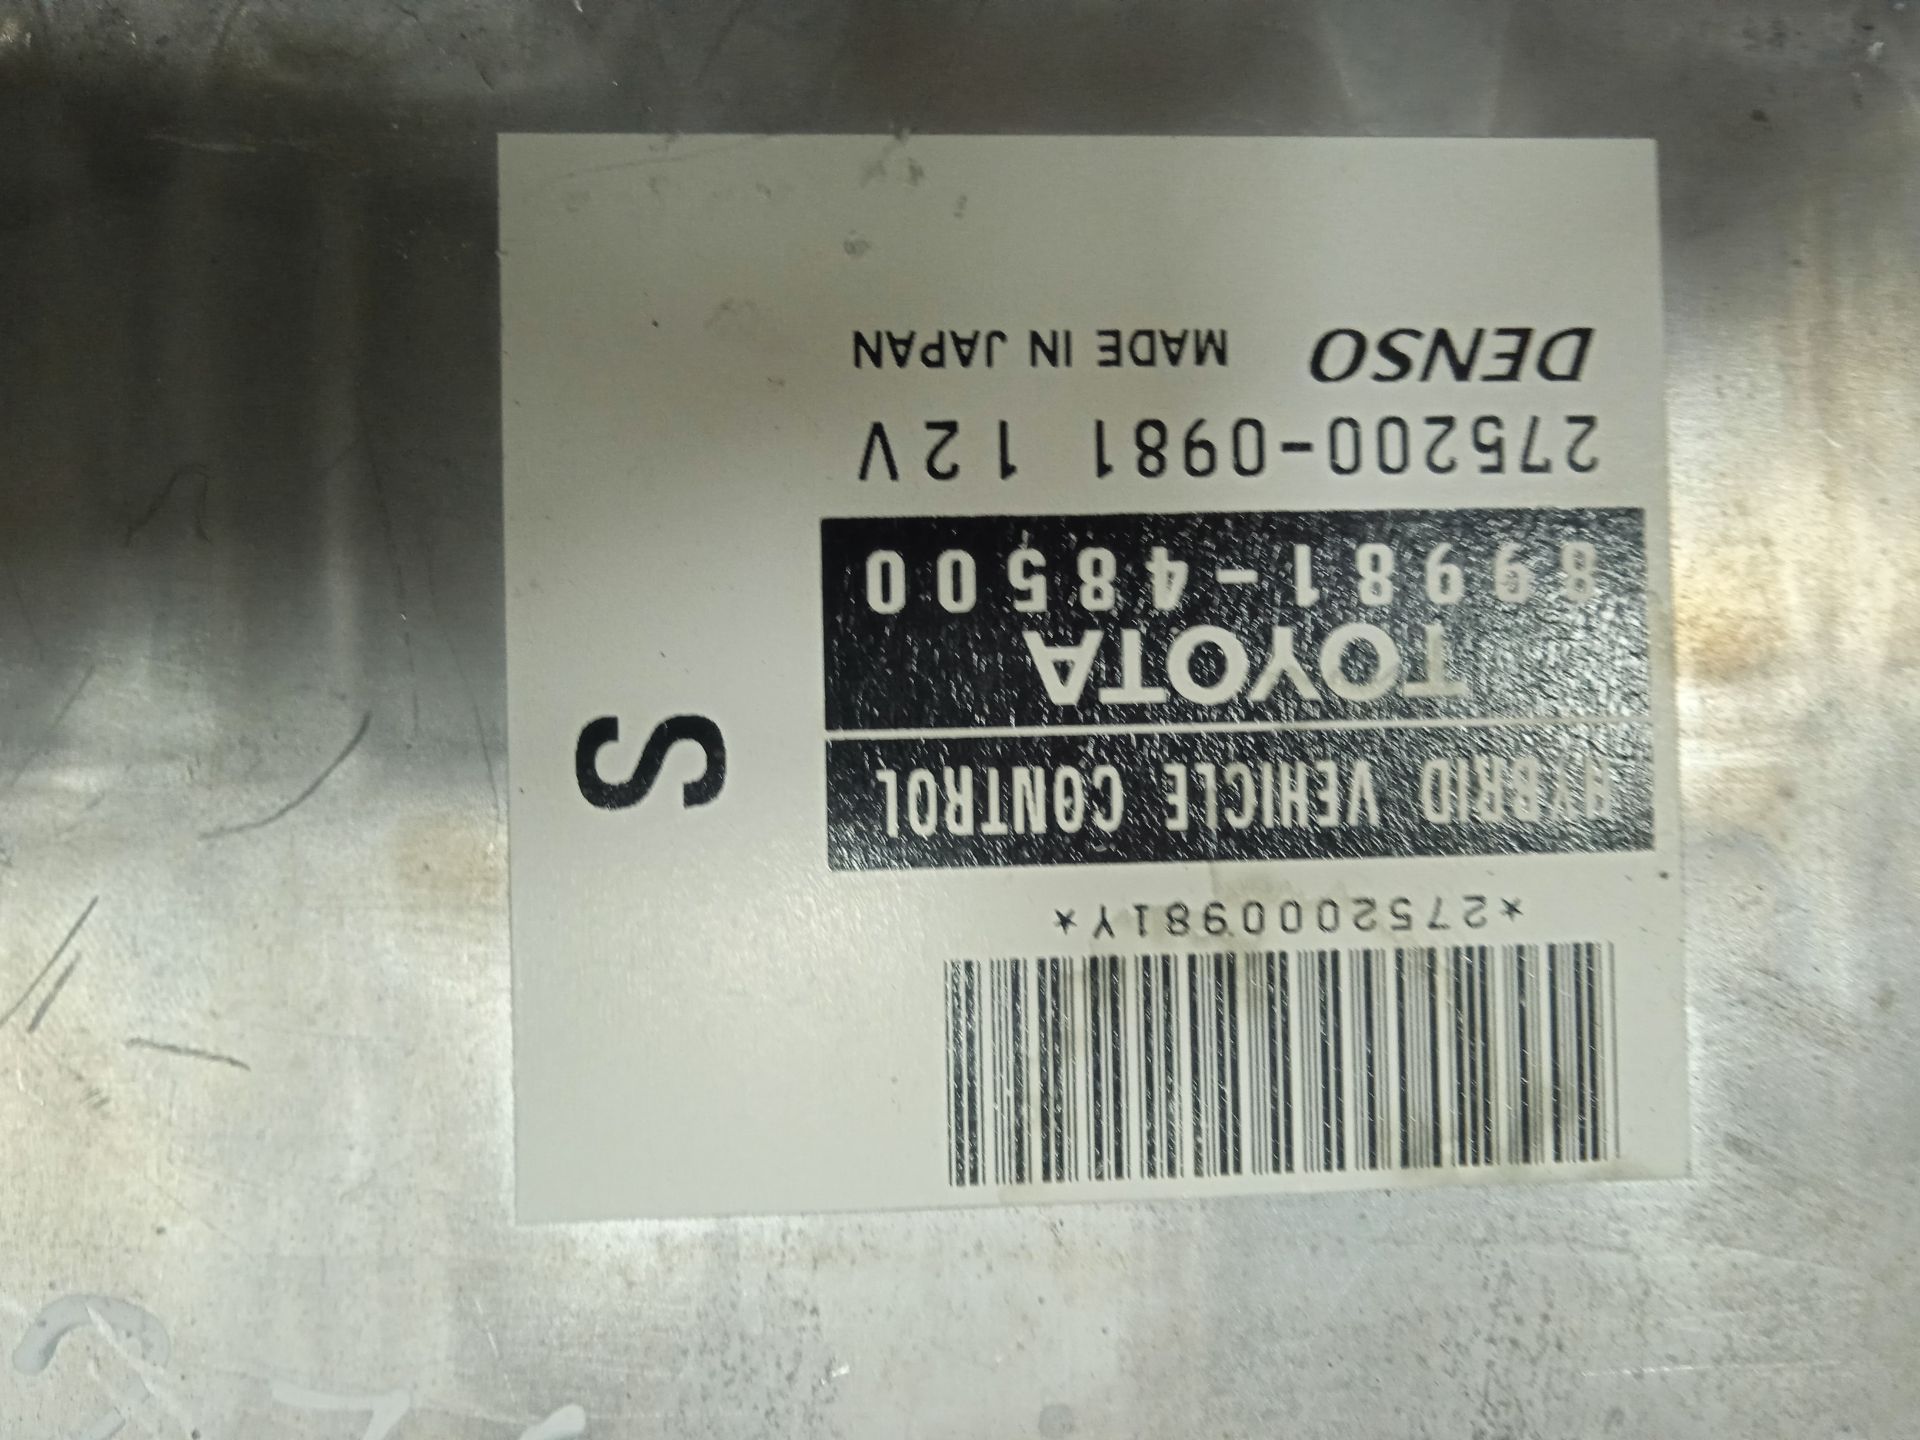 *2752000981Y*
HYBRID VEHICLE CONTROL
TOYOTA
89981-48500
275200-0981 12V
DENSO MADE IN JAPAN
S